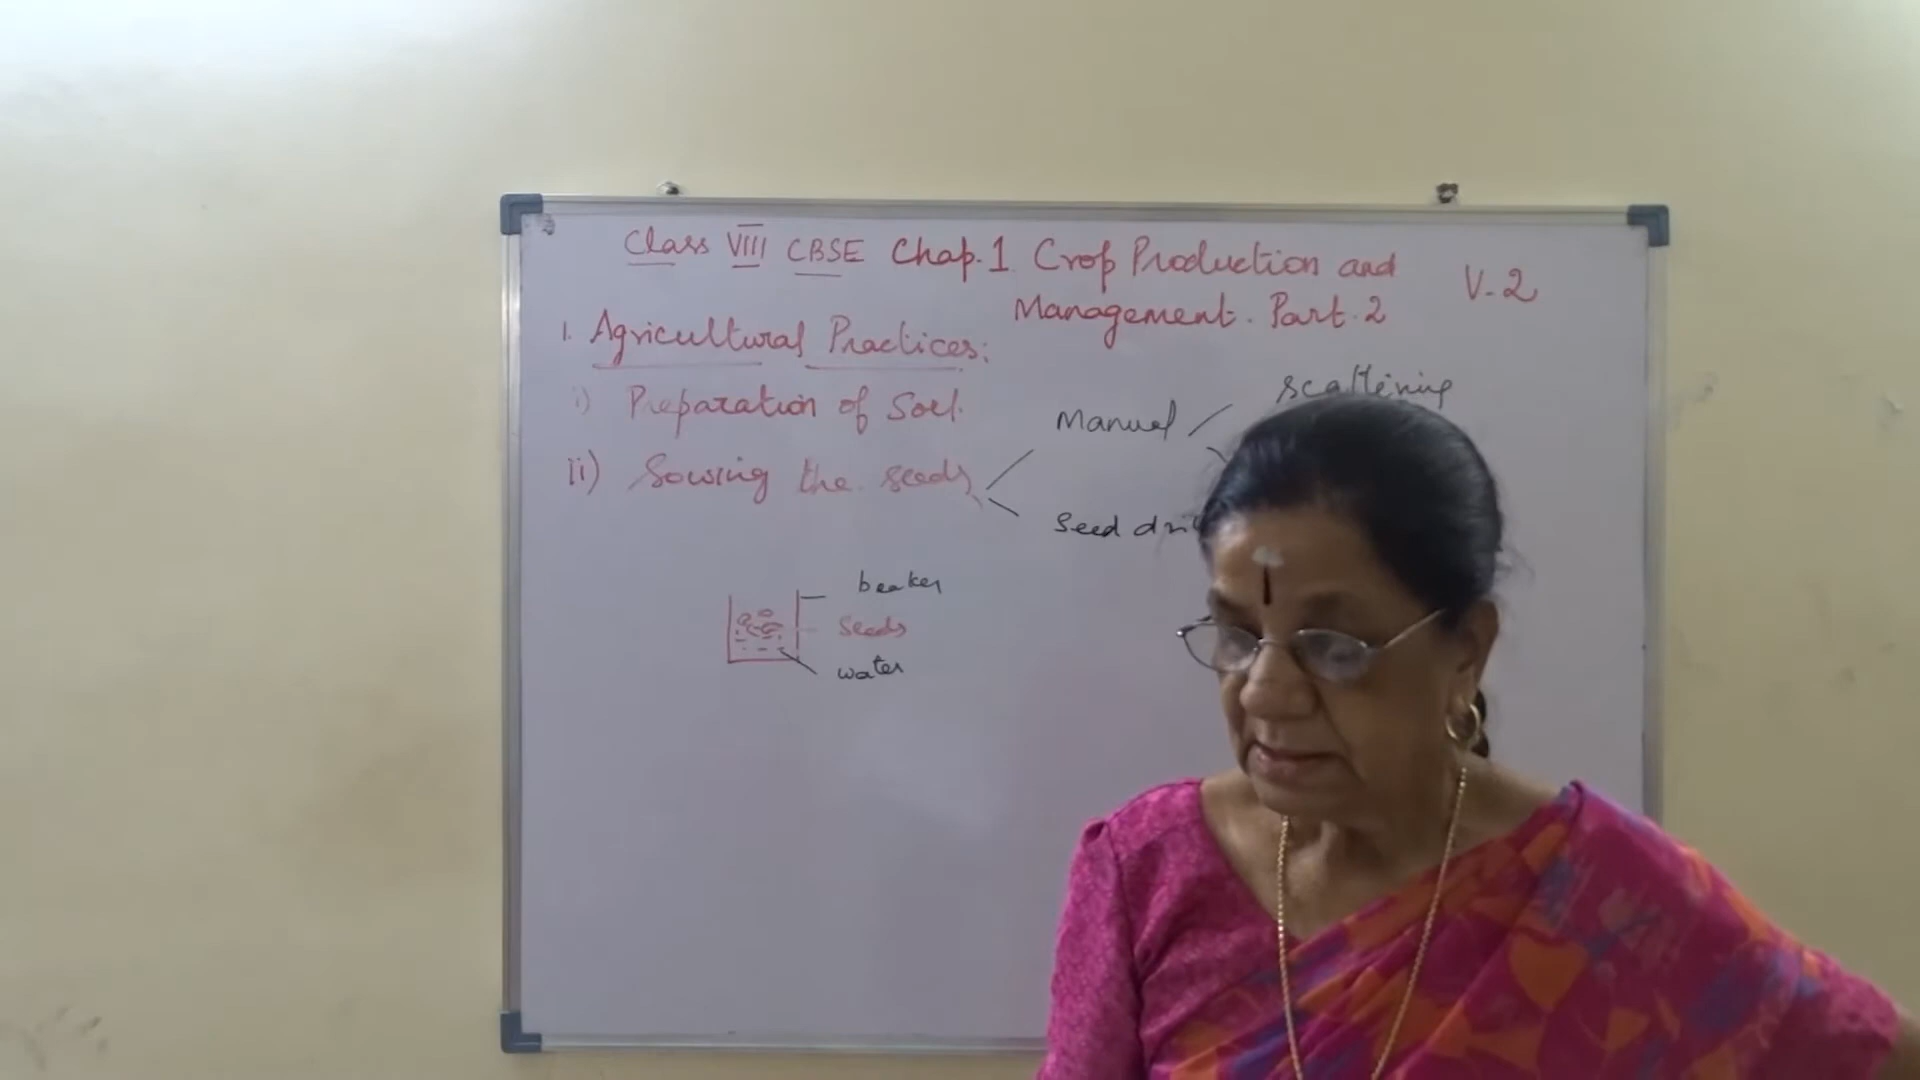 Class VIII CBSE Chap. 1 Crop Production and
Management. Part. 2
V. 2
1. Agricultural Practices:
i) Preparation of Soil.
ii) Sowing the seeds
Manual
scattering
Seed
beaker
seeds
water